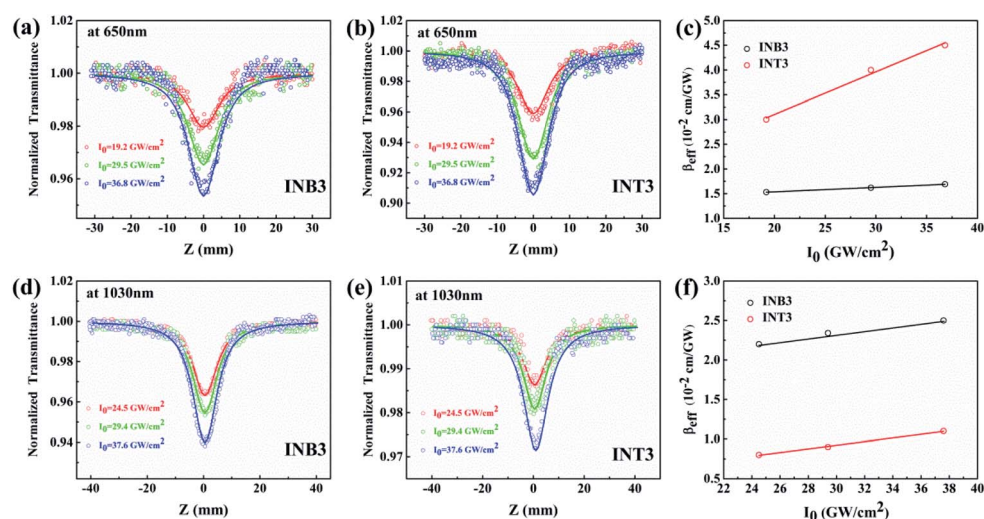 (a)
at 650nm
1.02
1.00
0.98
0.96
Normalized Transmittance
I0=19.2 GW/cm2
I0=29.5 GW/cm2
I0=36.8 GW/cm2
INB3
-30 -20 -10 0 10 20 30
Z (mm)
(b)
at 650nm
1.00
0.98
0.96
0.94
0.92
0.90
Normalized Transmittance
I0=19.2 GW/cm2
I0=29.5 GW/cm2
I0=36.8 GW/cm2
INT3
-30 -20 -10 0 10 20 30
Z (mm)
(c)
5.0
4.5
4.0
3.5
3.0
2.5
2.0
1.5
1.0
βeff (10-2 cm/GW)
INB3
INT3
15 20 25 30 35 40
I0 (GW/cm2)
(d)
at 1030nm
1.02
1.00
0.98
0.96
0.94
Normalized Transmittance
I0=24.5 GW/cm2
I0=29.4 GW/cm2
I0=37.6 GW/cm2
INB3
-40 -20 0 20 40
Z (mm)
(e)
at 1030nm
1.01
1.00
0.99
0.98
0.97
Normalized Transmittance
I0=24.5 GW/cm2
I0=29.4 GW/cm2
I0=37.6 GW/cm2
INT3
-40 -20 0 20 40
Z (mm)
(f)
3.0
2.5
2.0
1.5
1.0
0.5
βeff (10-2 cm/GW)
INB3
INT3
22 24 26 28 30 32 34 36 38 40
I0 (GW/cm2)